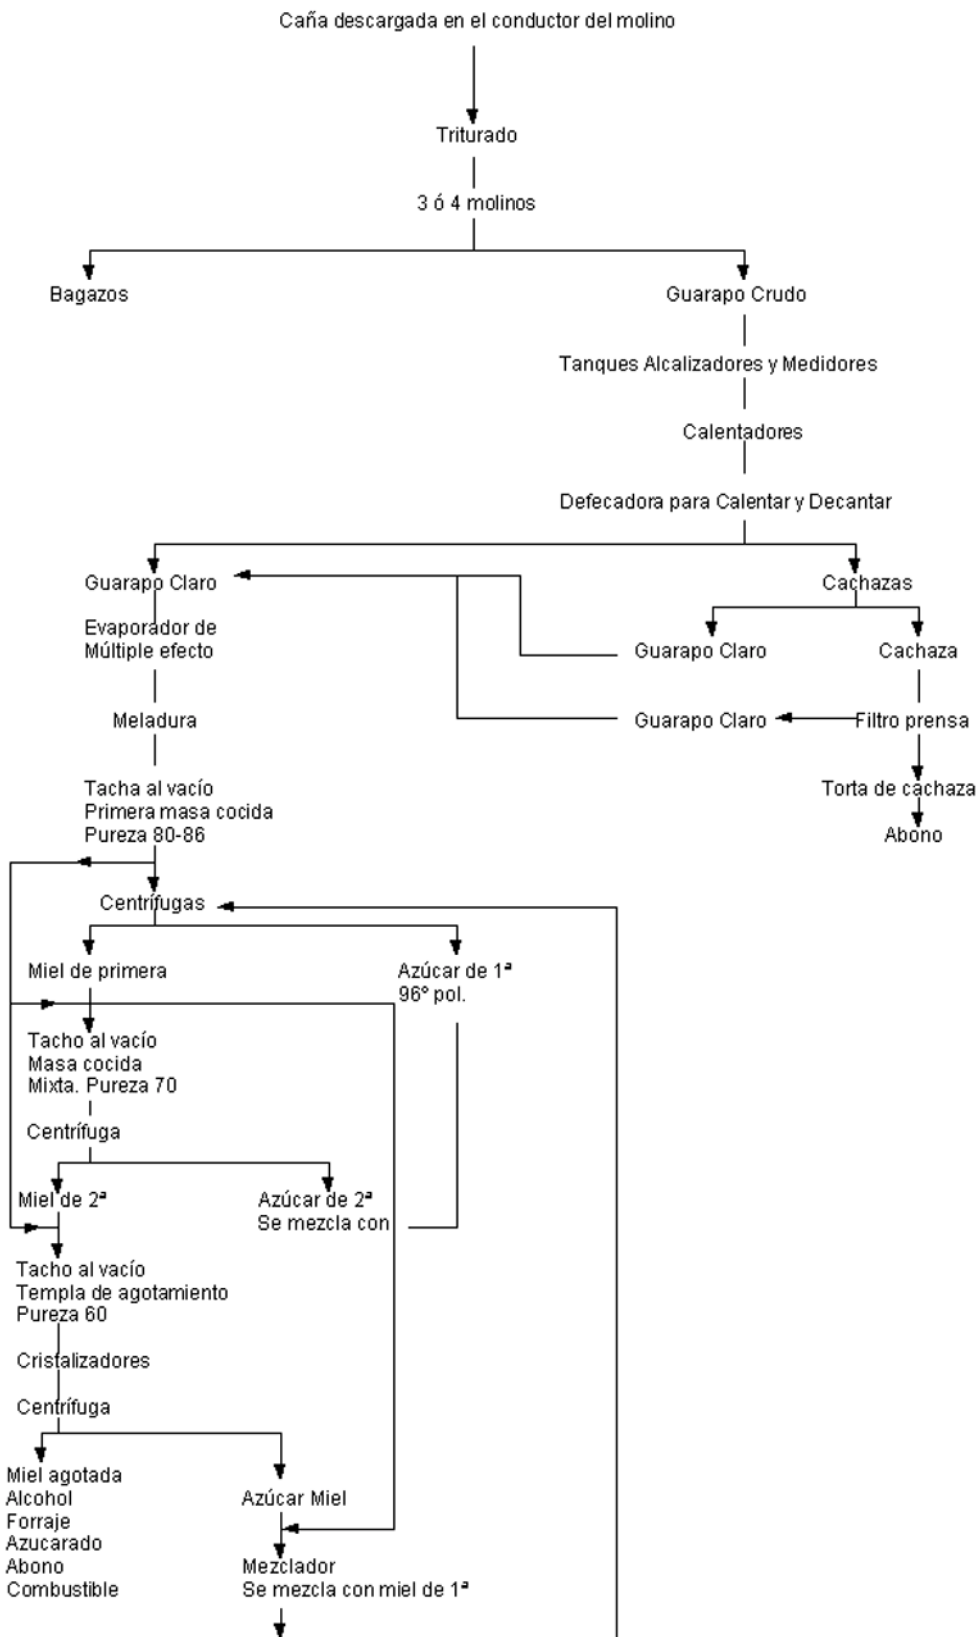 Caña descargada en el conductor del molino
Triturado
3 ó 4 molinos
Bagazos
Guarapo Crudo
Tanques Alcalizadores y Medidores
Calentadores
Defecadora para Calentar y Decantar
Guarapo Claro
Cachazas
Evaporador de
Múltiple efecto
Guarapo Claro
Cachaza
Meladura
Guarapo Claro
Filtro prensa
Tacha al vacío
Primera masa cocida
Pureza 80-86
Torta de cachaza
Abono
Centrífugas
Miel de primera
Azúcar de 1ª
96º pol.
Tacho al vacío
Masa cocida
Mixta. Pureza 70
Centrífuga
Miel de 2ª
Azúcar de 2ª
Se mezcla con
Tacho al vacío
Templa de agotamiento
Pureza 60
Cristalizadores
Centrífuga
Miel agotada
Alcohol
Forraje
Azucarado
Abono
Combustible
Azúcar Miel
Mezclador
Se mezcla con miel de 1ª